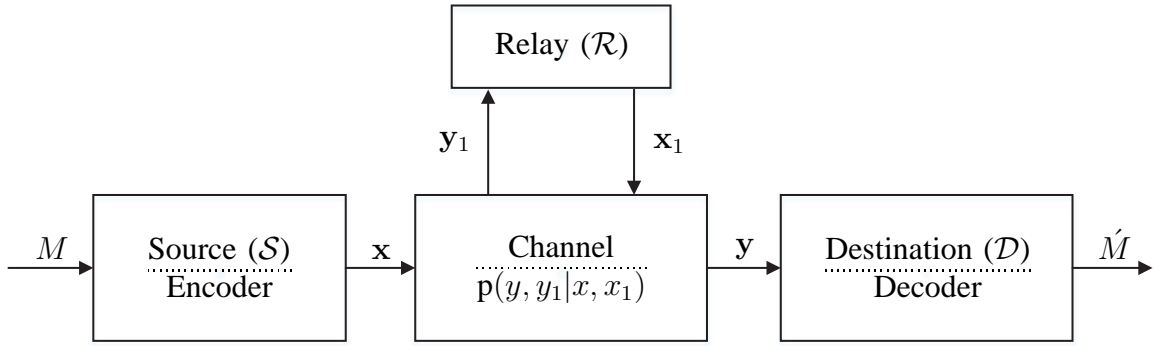 Relay (ℛ)
𝐲₁ 𝐱₁
M Source (𝒮) 𝐱 Channel 𝐲 Destination (𝒟) Ḿ
Encoder p(y, y₁|x, x₁) Decoder